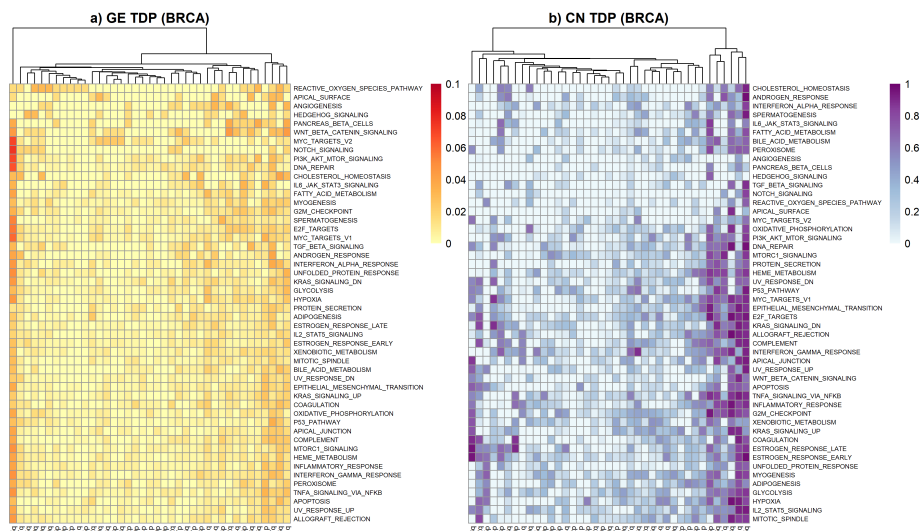 a) GE TDP (BRCA)
REACTIVE_OXYGEN_SPECIES_PATHWAY
APICAL_SURFACE
ANGIOGENESIS
HEDGEHOG_SIGNALING
PANCREAS_BETA_CELLS
WNT_BETA_CATENIN_SIGNALING
MYC_TARGETS_V2
NOTCH_SIGNALING
PI3K_AKT_MTOR_SIGNALING
DNA_REPAIR
CHOLESTEROL_HOMEOSTASIS
IL6_JAK_STAT3_SIGNALING
FATTY_ACID_METABOLISM
MYOGENESIS
G2M_CHECKPOINT
SPERMATOGENESIS
E2F_TARGETS
MYC_TARGETS_V1
TGF_BETA_SIGNALING
ANDROGEN_RESPONSE
INTERFERON_ALPHA_RESPONSE
UNFOLDED_PROTEIN_RESPONSE
KRAS_SIGNALING_DN
GLYCOLYSIS
HYPOXIA
PROTEIN_SECRETION
ADIPOGENESIS
ESTROGEN_RESPONSE_LATE
IL2_STAT5_SIGNALING
ESTROGEN_RESPONSE_EARLY
XENOBIOTIC_METABOLISM
MITOTIC_SPINDLE
BILE_ACID_METABOLISM
UV_RESPONSE_DN
EPITHELIAL_MESENCHYMAL_TRANSITION
KRAS_SIGNALING_UP
COAGULATION
OXIDATIVE_PHOSPHORYLATION
P53_PATHWAY
APICAL_JUNCTION
COMPLEMENT
MTORC1_SIGNALING
HEME_METABOLISM
INFLAMMATORY_RESPONSE
INTERFERON_GAMMA_RESPONSE
PEROXISOME
TNFA_SIGNALING_VIA_NFKB
APOPTOSIS
UV_RESPONSE_UP
ALLOGRAFT_REJECTION
0.1
0.08
0.06
0.04
0.02
0
b) CN TDP (BRCA)
CHOLESTEROL_HOMEOSTASIS
ANDROGEN_RESPONSE
INTERFERON_ALPHA_RESPONSE
SPERMATOGENESIS
IL6_JAK_STAT3_SIGNALING
FATTY_ACID_METABOLISM
BILE_ACID_METABOLISM
PEROXISOME
ANGIOGENESIS
PANCREAS_BETA_CELLS
HEDGEHOG_SIGNALING
TGF_BETA_SIGNALING
NOTCH_SIGNALING
REACTIVE_OXYGEN_SPECIES_PATHWAY
APICAL_SURFACE
MYC_TARGETS_V2
OXIDATIVE_PHOSPHORYLATION
PI3K_AKT_MTOR_SIGNALING
DNA_REPAIR
MTORC1_SIGNALING
PROTEIN_SECRETION
HEME_METABOLISM
UV_RESPONSE_DN
P53_PATHWAY
MYC_TARGETS_V1
EPITHELIAL_MESENCHYMAL_TRANSITION
E2F_TARGETS
KRAS_SIGNALING_DN
ALLOGRAFT_REJECTION
COMPLEMENT
INTERFERON_GAMMA_RESPONSE
APICAL_JUNCTION
UV_RESPONSE_UP
WNT_BETA_CATENIN_SIGNALING
APOPTOSIS
TNFA_SIGNALING_VIA_NFKB
INFLAMMATORY_RESPONSE
G2M_CHECKPOINT
XENOBIOTIC_METABOLISM
KRAS_SIGNALING_UP
COAGULATION
ESTROGEN_RESPONSE_LATE
ESTROGEN_RESPONSE_EARLY
UNFOLDED_PROTEIN_RESPONSE
MYOGENESIS
ADIPOGENESIS
GLYCOLYSIS
HYPOXIA
IL2_STAT5_SIGNALING
MITOTIC_SPINDLE
1
0.8
0.6
0.4
0.2
0